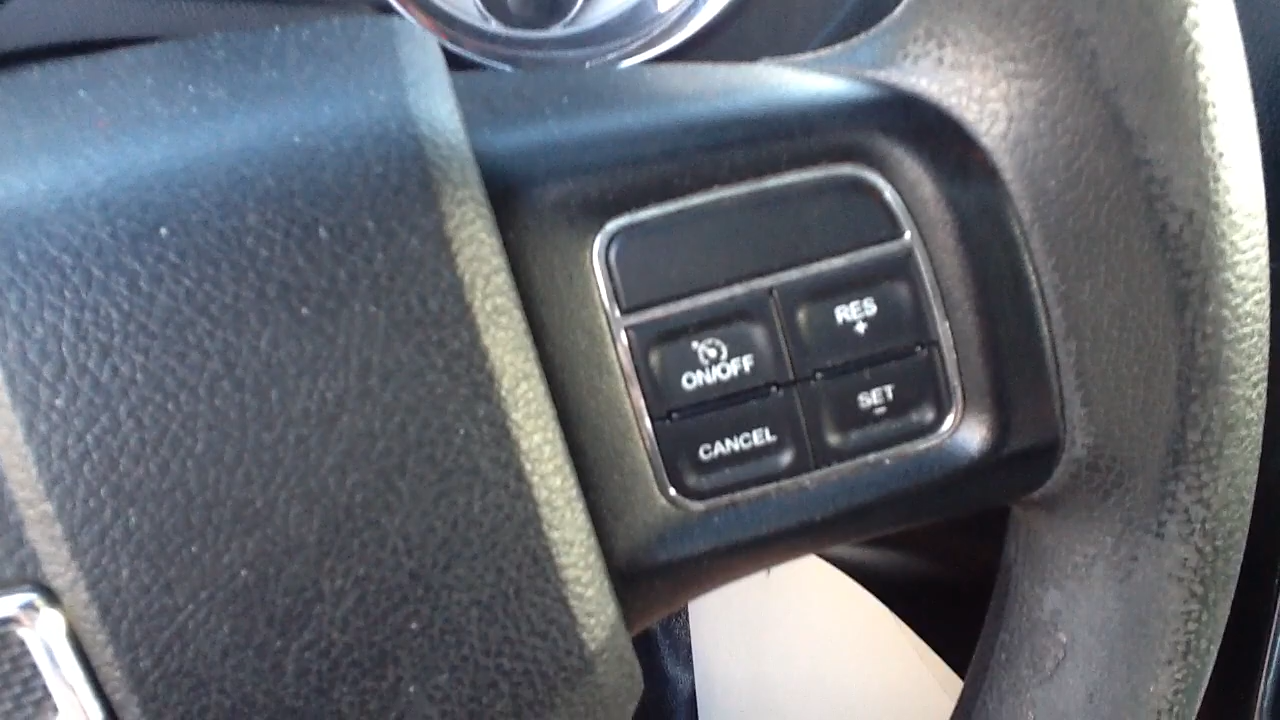 ON/OFF
RES
+
CANCEL
SET
-